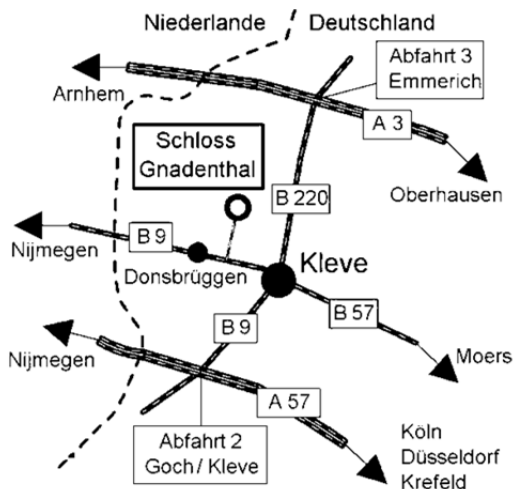 Niederlande
Deutschland
Abfahrt 3
Emmerich
Arnhem
A 3
Schloss
Gnadenthal
Oberhausen
B 220
B 9
Nijmegen
Donsbrüggen
Kleve
B 9
B 57
Nijmegen
Moers
A 57
Abfahrt 2
Goch / Kleve
Köln
Düsseldorf
Krefeld